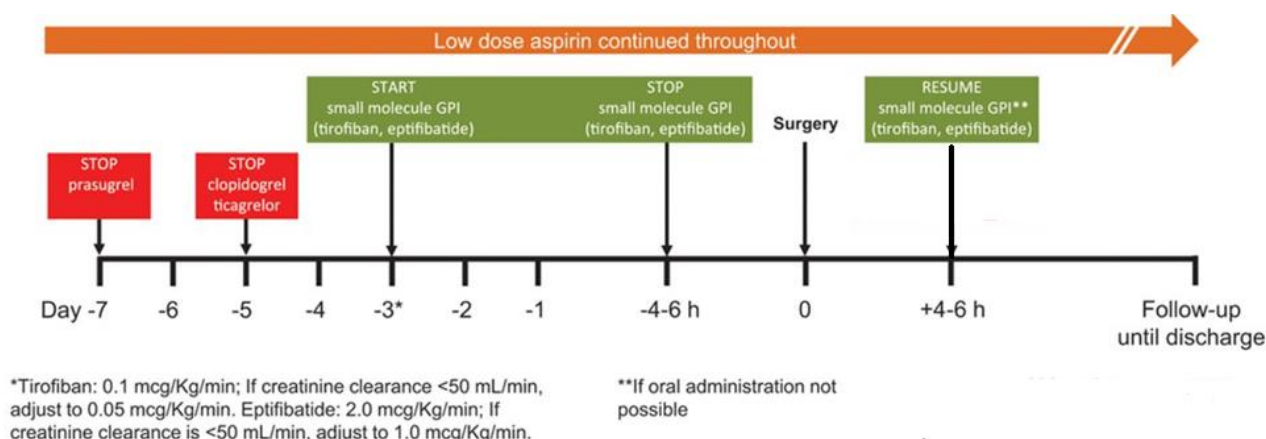 Low dose aspirin continued throughout
START
small molecule GPI
(tirofiban, eptifibatide)
STOP
small molecule GPI
(tirofiban, eptifibatide)
Surgery
RESUME
small molecule GPI**
(tirofiban, eptifibatide)
STOP
prasugrel
STOP
clopidogrel
ticagrelor
Day -7
-6
-5
-4
-3*
-2
-1
-4-6 h
0
+4-6 h
Follow-up
until discharge
*Tirofiban: 0.1 mcg/Kg/min; If creatinine clearance <50 mL/min,
adjust to 0.05 mcg/Kg/min. Eptifibatide: 2.0 mcg/Kg/min; If
creatinine clearance is <50 mL/min, adjust to 1.0 mcg/Kg/min.
**If oral administration not
possible